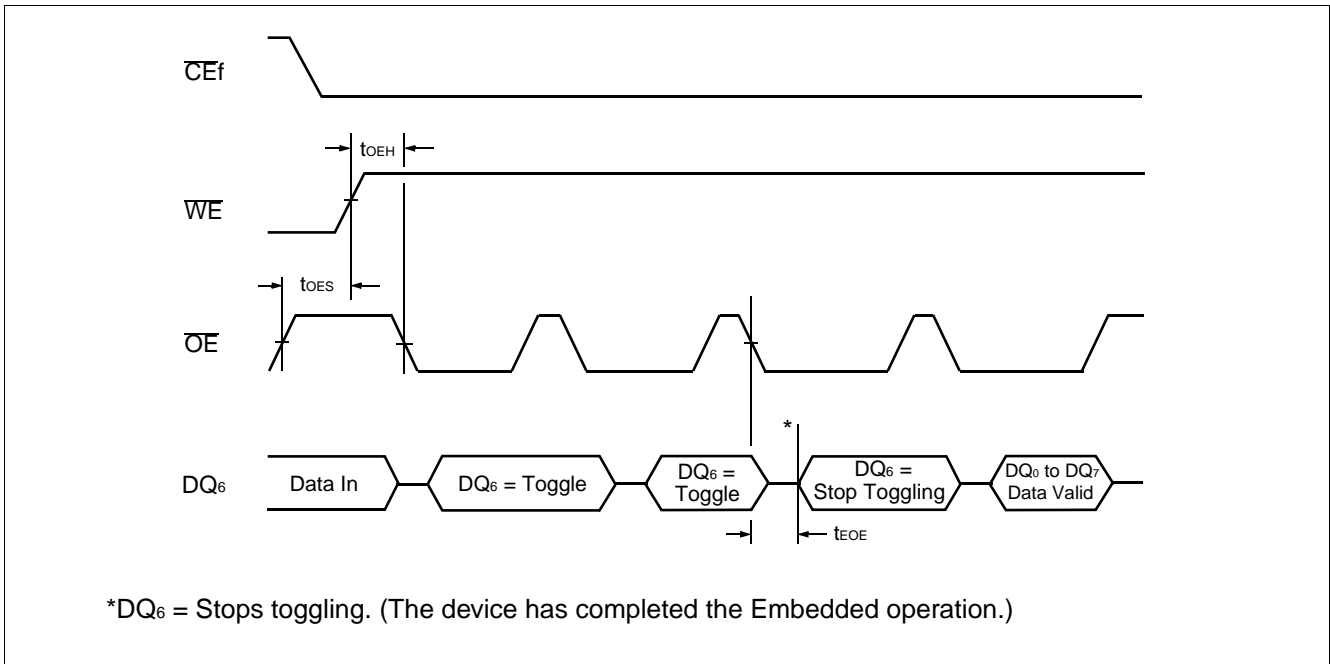 CEf
tOEH
WE
tOES
OE
*
DQ6
Data In
DQ6 = Toggle
DQ6 =
Toggle
DQ6 =
Stop Toggling
DQ0 to DQ7
Data Valid
tEOE
*DQ6 = Stops toggling. (The device has completed the Embedded operation.)